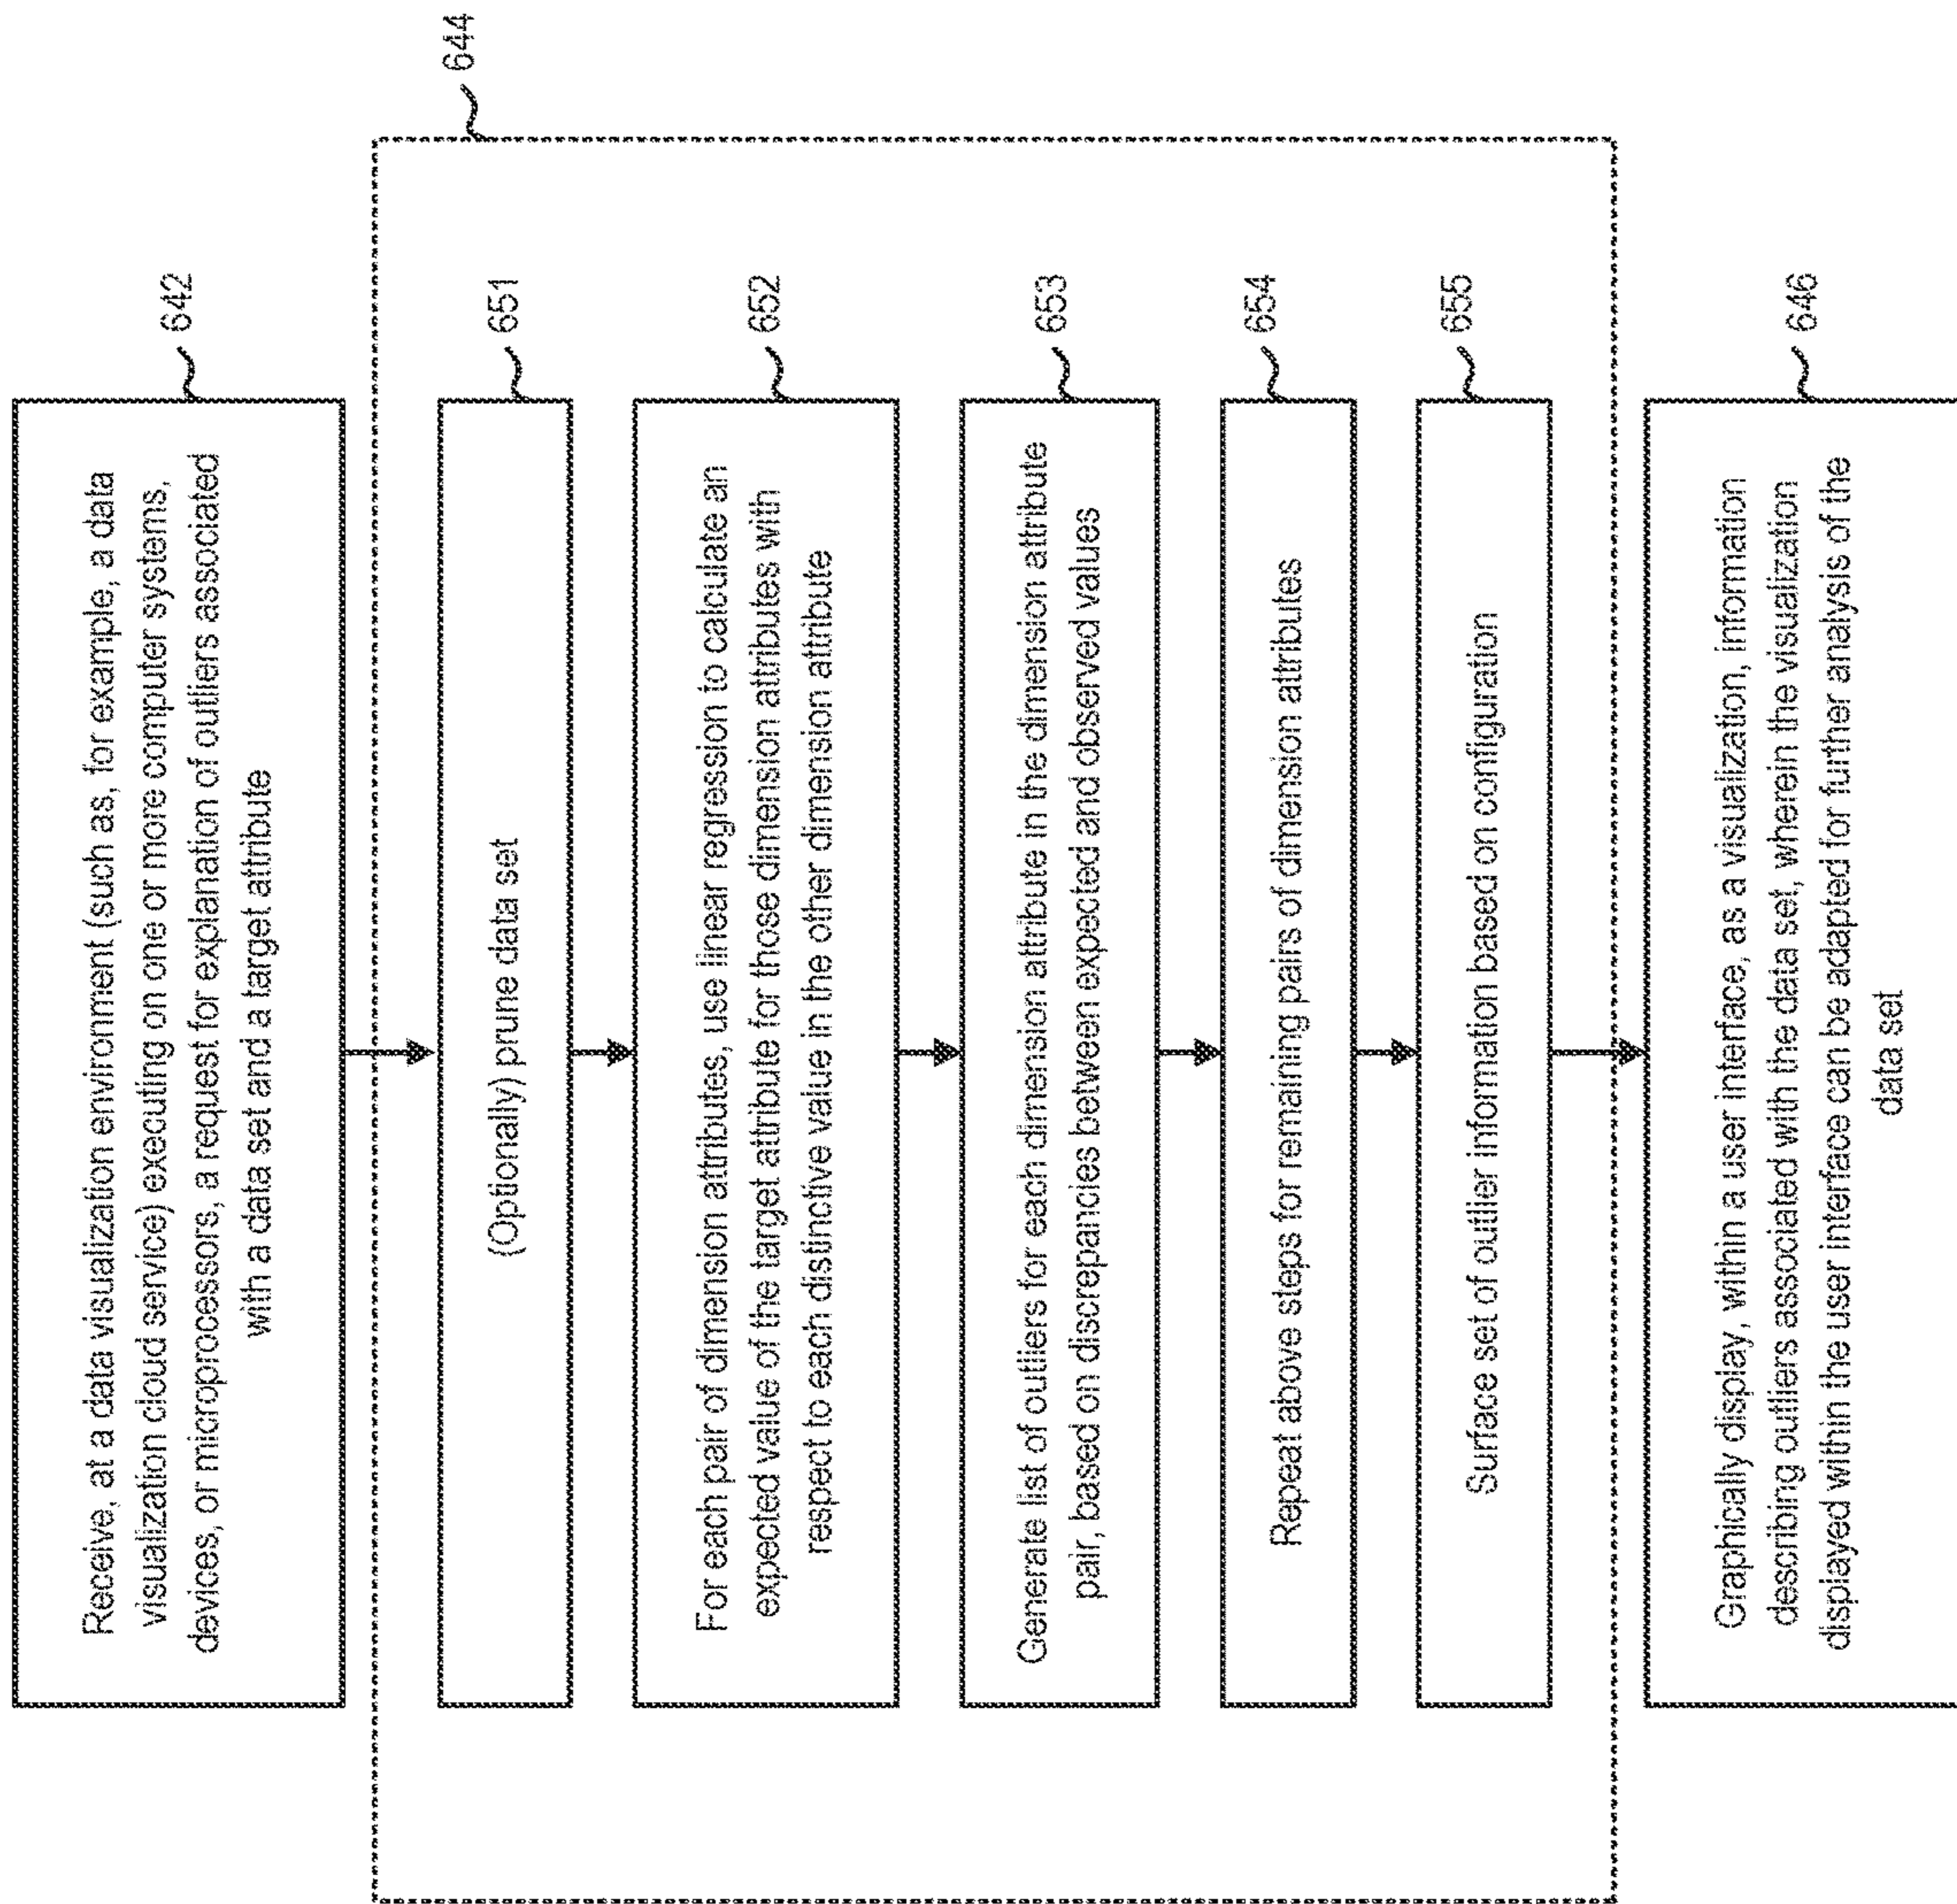 644
642
Receive, at a data visualization environment (such as, for example, a data
visualization cloud service) executing on one or more computer systems,
devices, or microprocessors, a request for explanation of outliers associated
with a data set and a target attribute
651
(Optionally) prune data set
652
For each pair of dimension attributes, use linear regression to calculate an
expected value of the target attribute for those dimension attributes with
respect to each distinctive value in the other dimension attribute
653
Generate list of outliers for each dimension attribute in the dimension attribute
pair, based on discrepancies between expected and observed values
654
Repeat above steps for remaining pairs of dimension attributes
655
Surface set of outlier information based on configuration
646
Graphically display, within a user interface, as a visualization, information
describing outliers associated with the data set, wherein the visualization
displayed within the user interface can be adapted for further analysis of the
data set